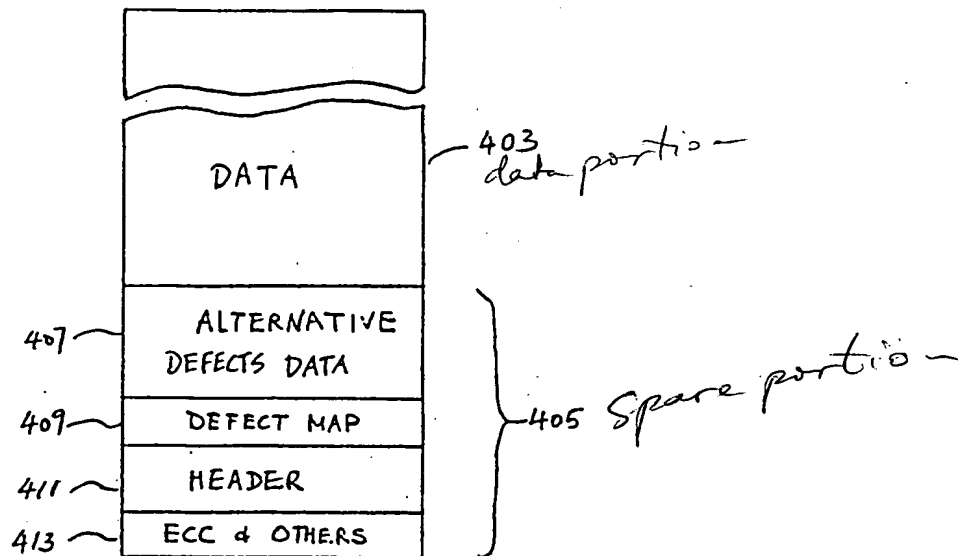 DATA
403
data portion
407
ALTERNATIVE
DEFECTS DATA
409
DEFECT MAP
405 Spare portion
411
HEADER
413
ECC & OTHERS